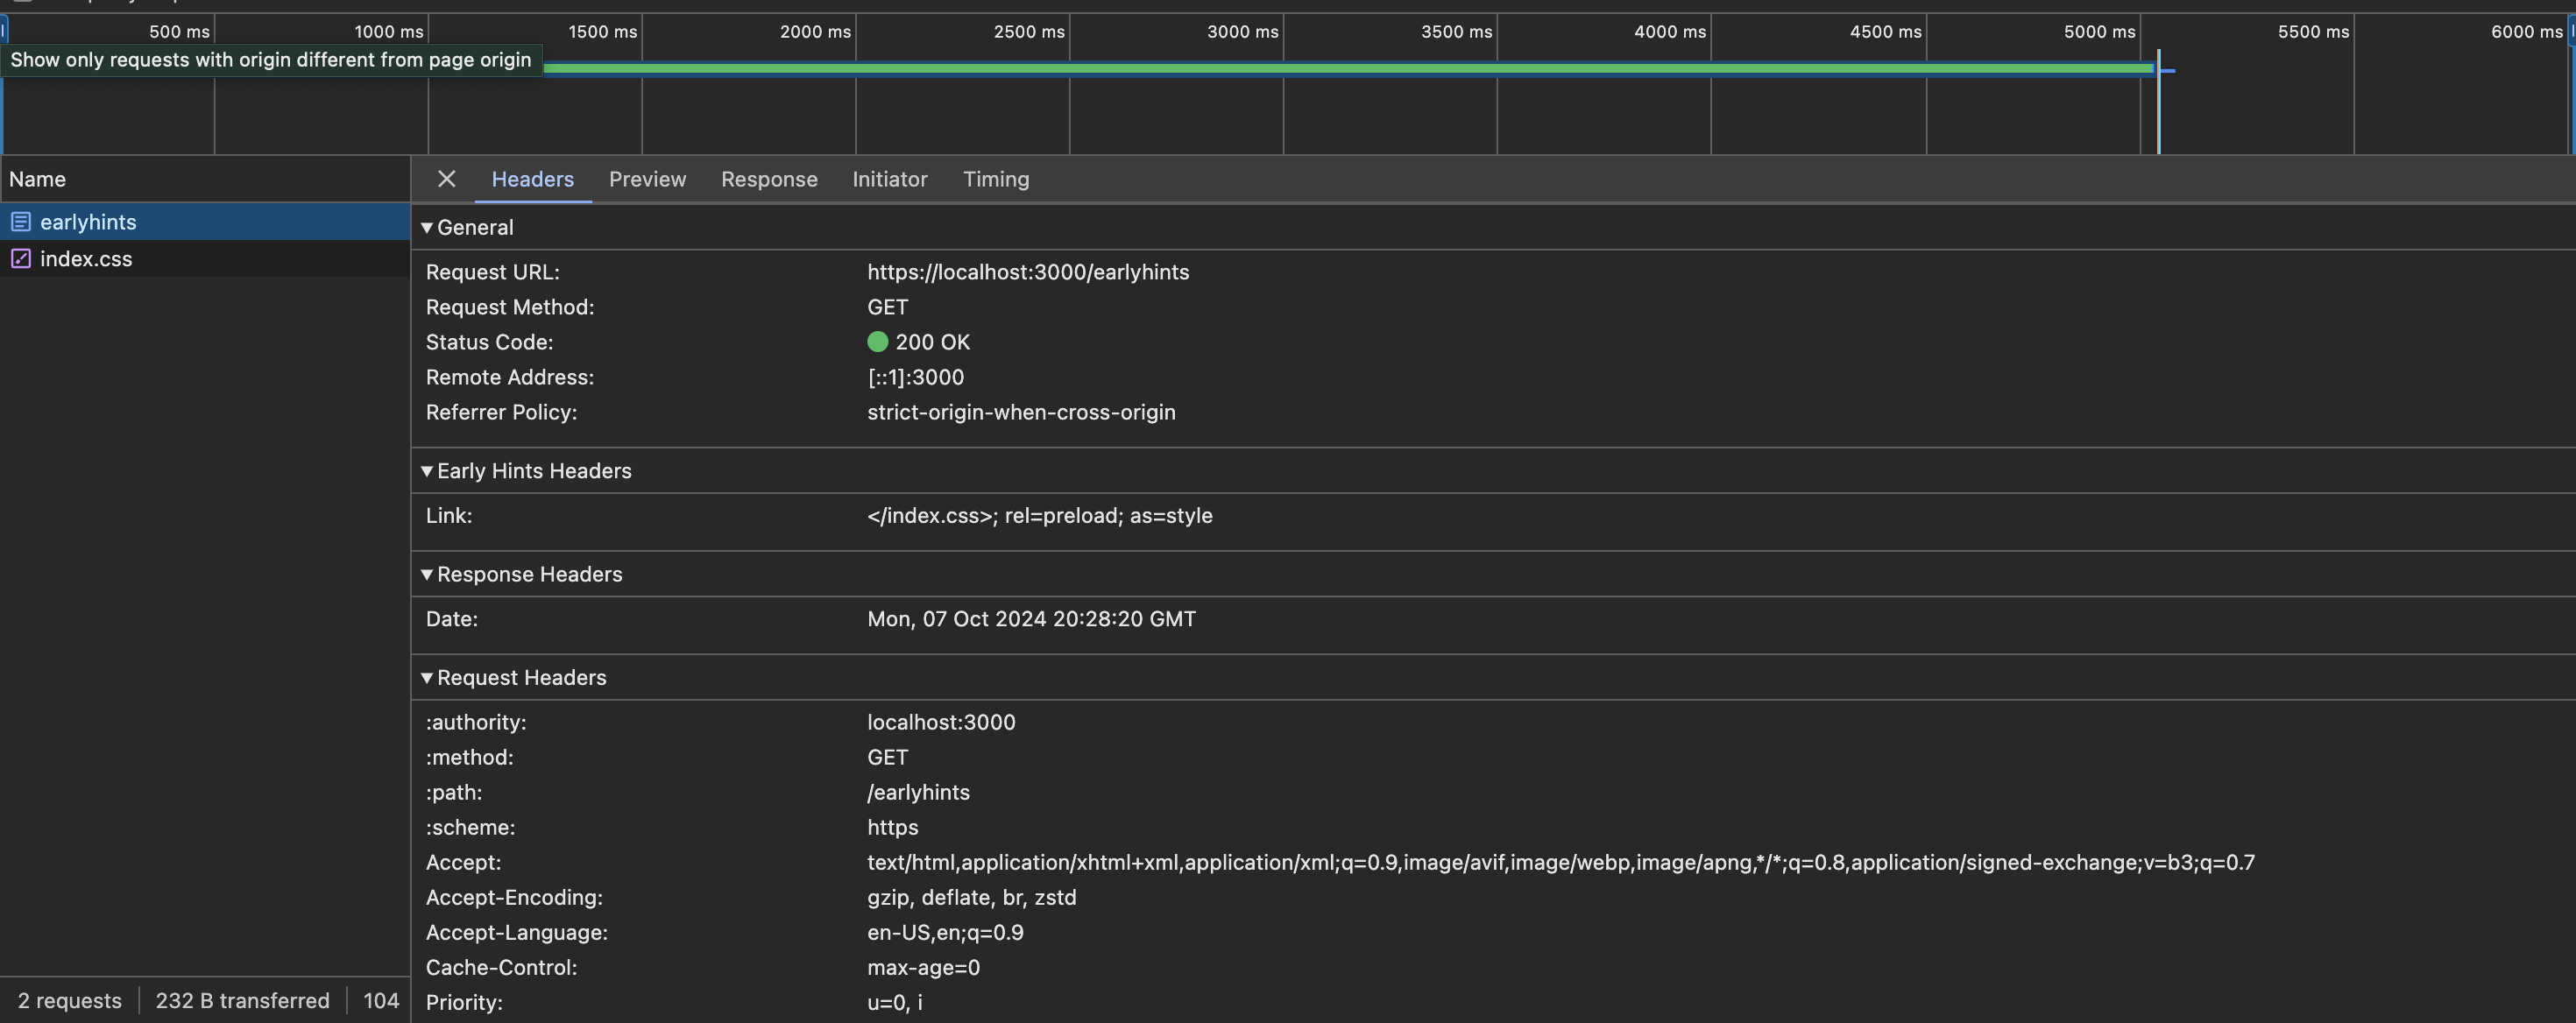 500 ms 1000 ms 1500 ms 2000 ms 2500 ms 3000 ms 3500 ms 4000 ms 4500 ms 5000 ms 5500 ms 6000 ms
Show only requests with origin different from page origin
Name
Headers Preview Response Initiator Timing
earlyhints
index.css
General
Request URL: https://localhost:3000/earlyhints
Request Method: GET
Status Code: 200 OK
Remote Address: [::1]:3000
Referrer Policy: strict-origin-when-cross-origin
Early Hints Headers
Link: </index.css>; rel=preload; as=style
Response Headers
Date: Mon, 07 Oct 2024 20:28:20 GMT
Request Headers
:authority: localhost:3000
:method: GET
:path: /earlyhints
:scheme: https
Accept: text/html,application/xhtml+xml,application/xml;q=0.9,image/avif,image/webp,image/apng,*/*;q=0.8,application/signed-exchange;v=b3;q=0.7
Accept-Encoding: gzip, deflate, br, zstd
Accept-Language: en-US,en;q=0.9
Cache-Control: max-age=0
Priority: u=0, i
2 requests 232 B transferred 104